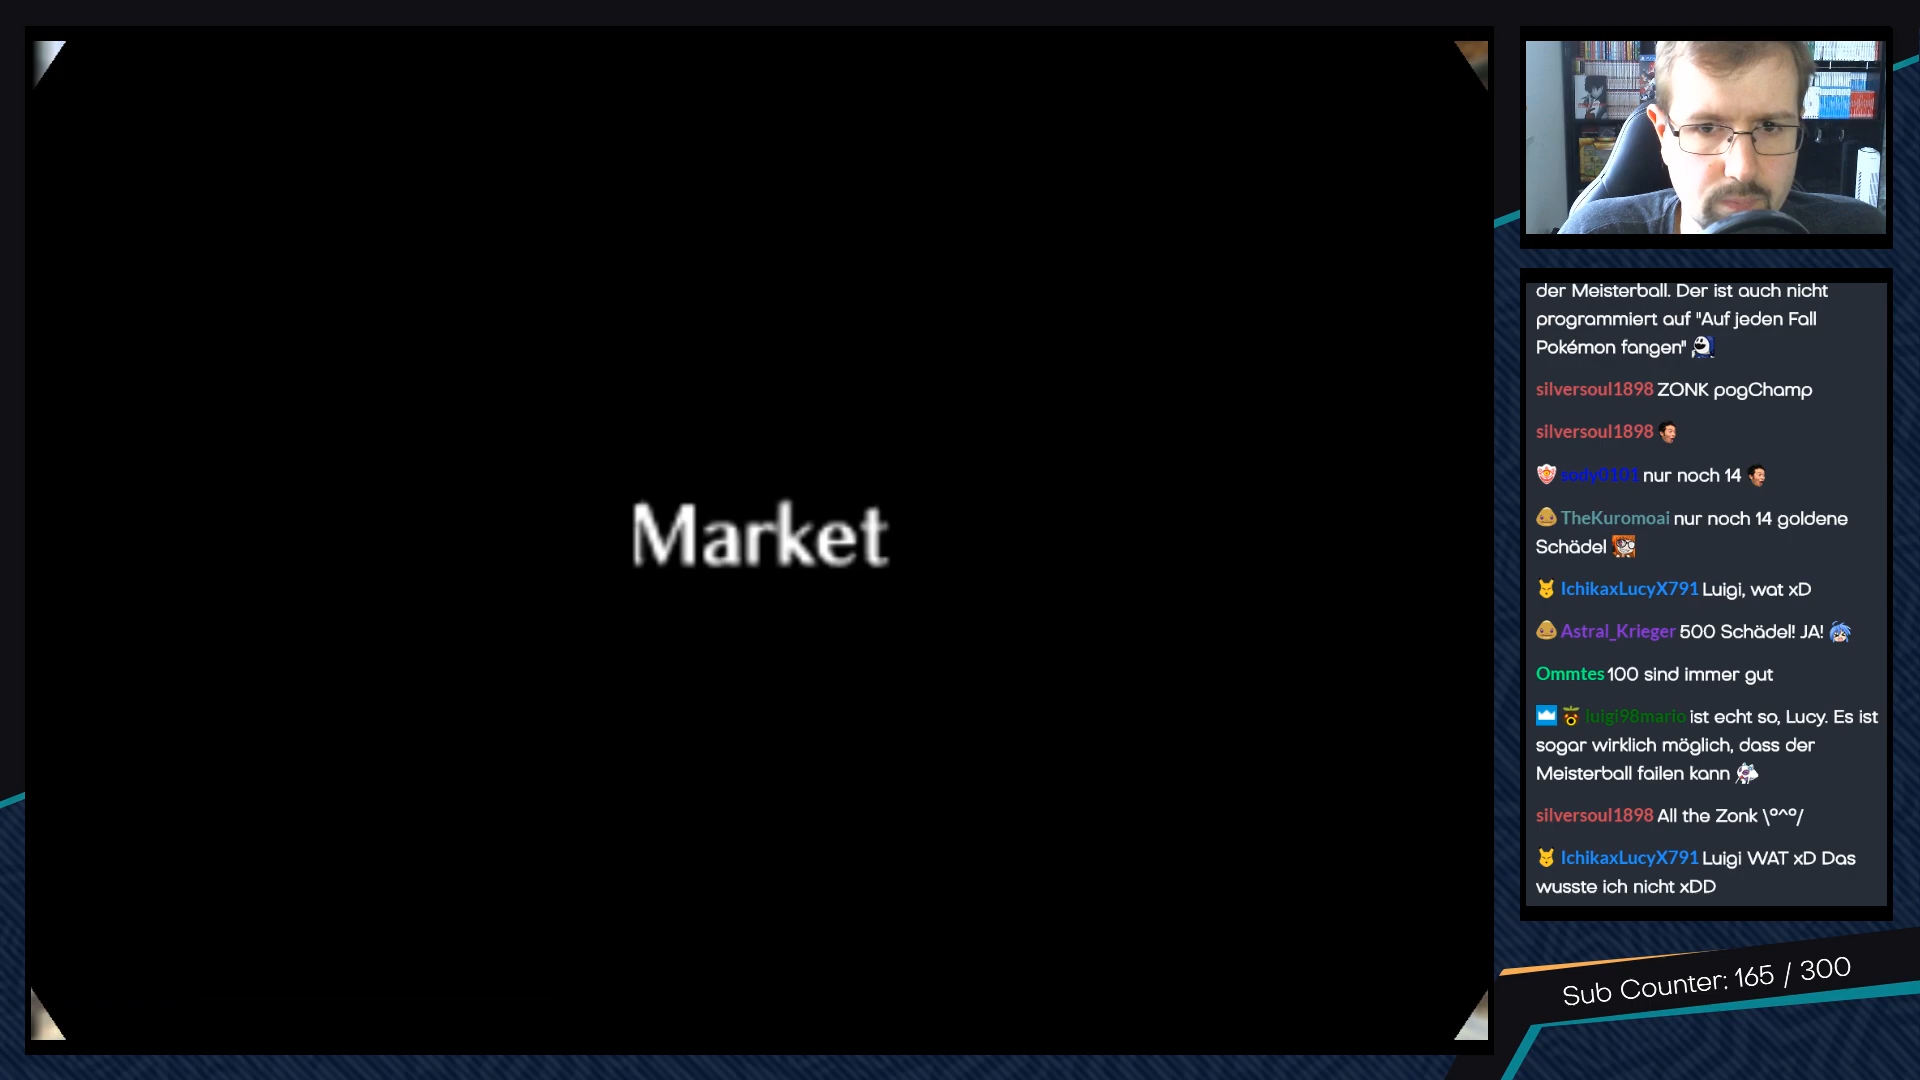 Market
der Meisterball. Der ist auch nicht
programmiert auf "Auf jeden Fall
Pokémon fangen"
silversoul1898 ZONK pogChamp
silversoul1898
sody0101 nur noch 14
TheKuromoai nur noch 14 goldene
Schädel
IchikaxLucyX791 Luigi, wat xD
Astral_Krieger 500 Schädel! JA!
Ommtes 100 sind immer gut
luigi98mario ist echt so, Lucy. Es ist
sogar wirklich möglich, dass der
Meisterball failen kann
silversoul1898 All the Zonk \°^°/
IchikaxLucyX791 Luigi WAT xD Das
wusste ich nicht xDD
Sub Counter: 165 / 300